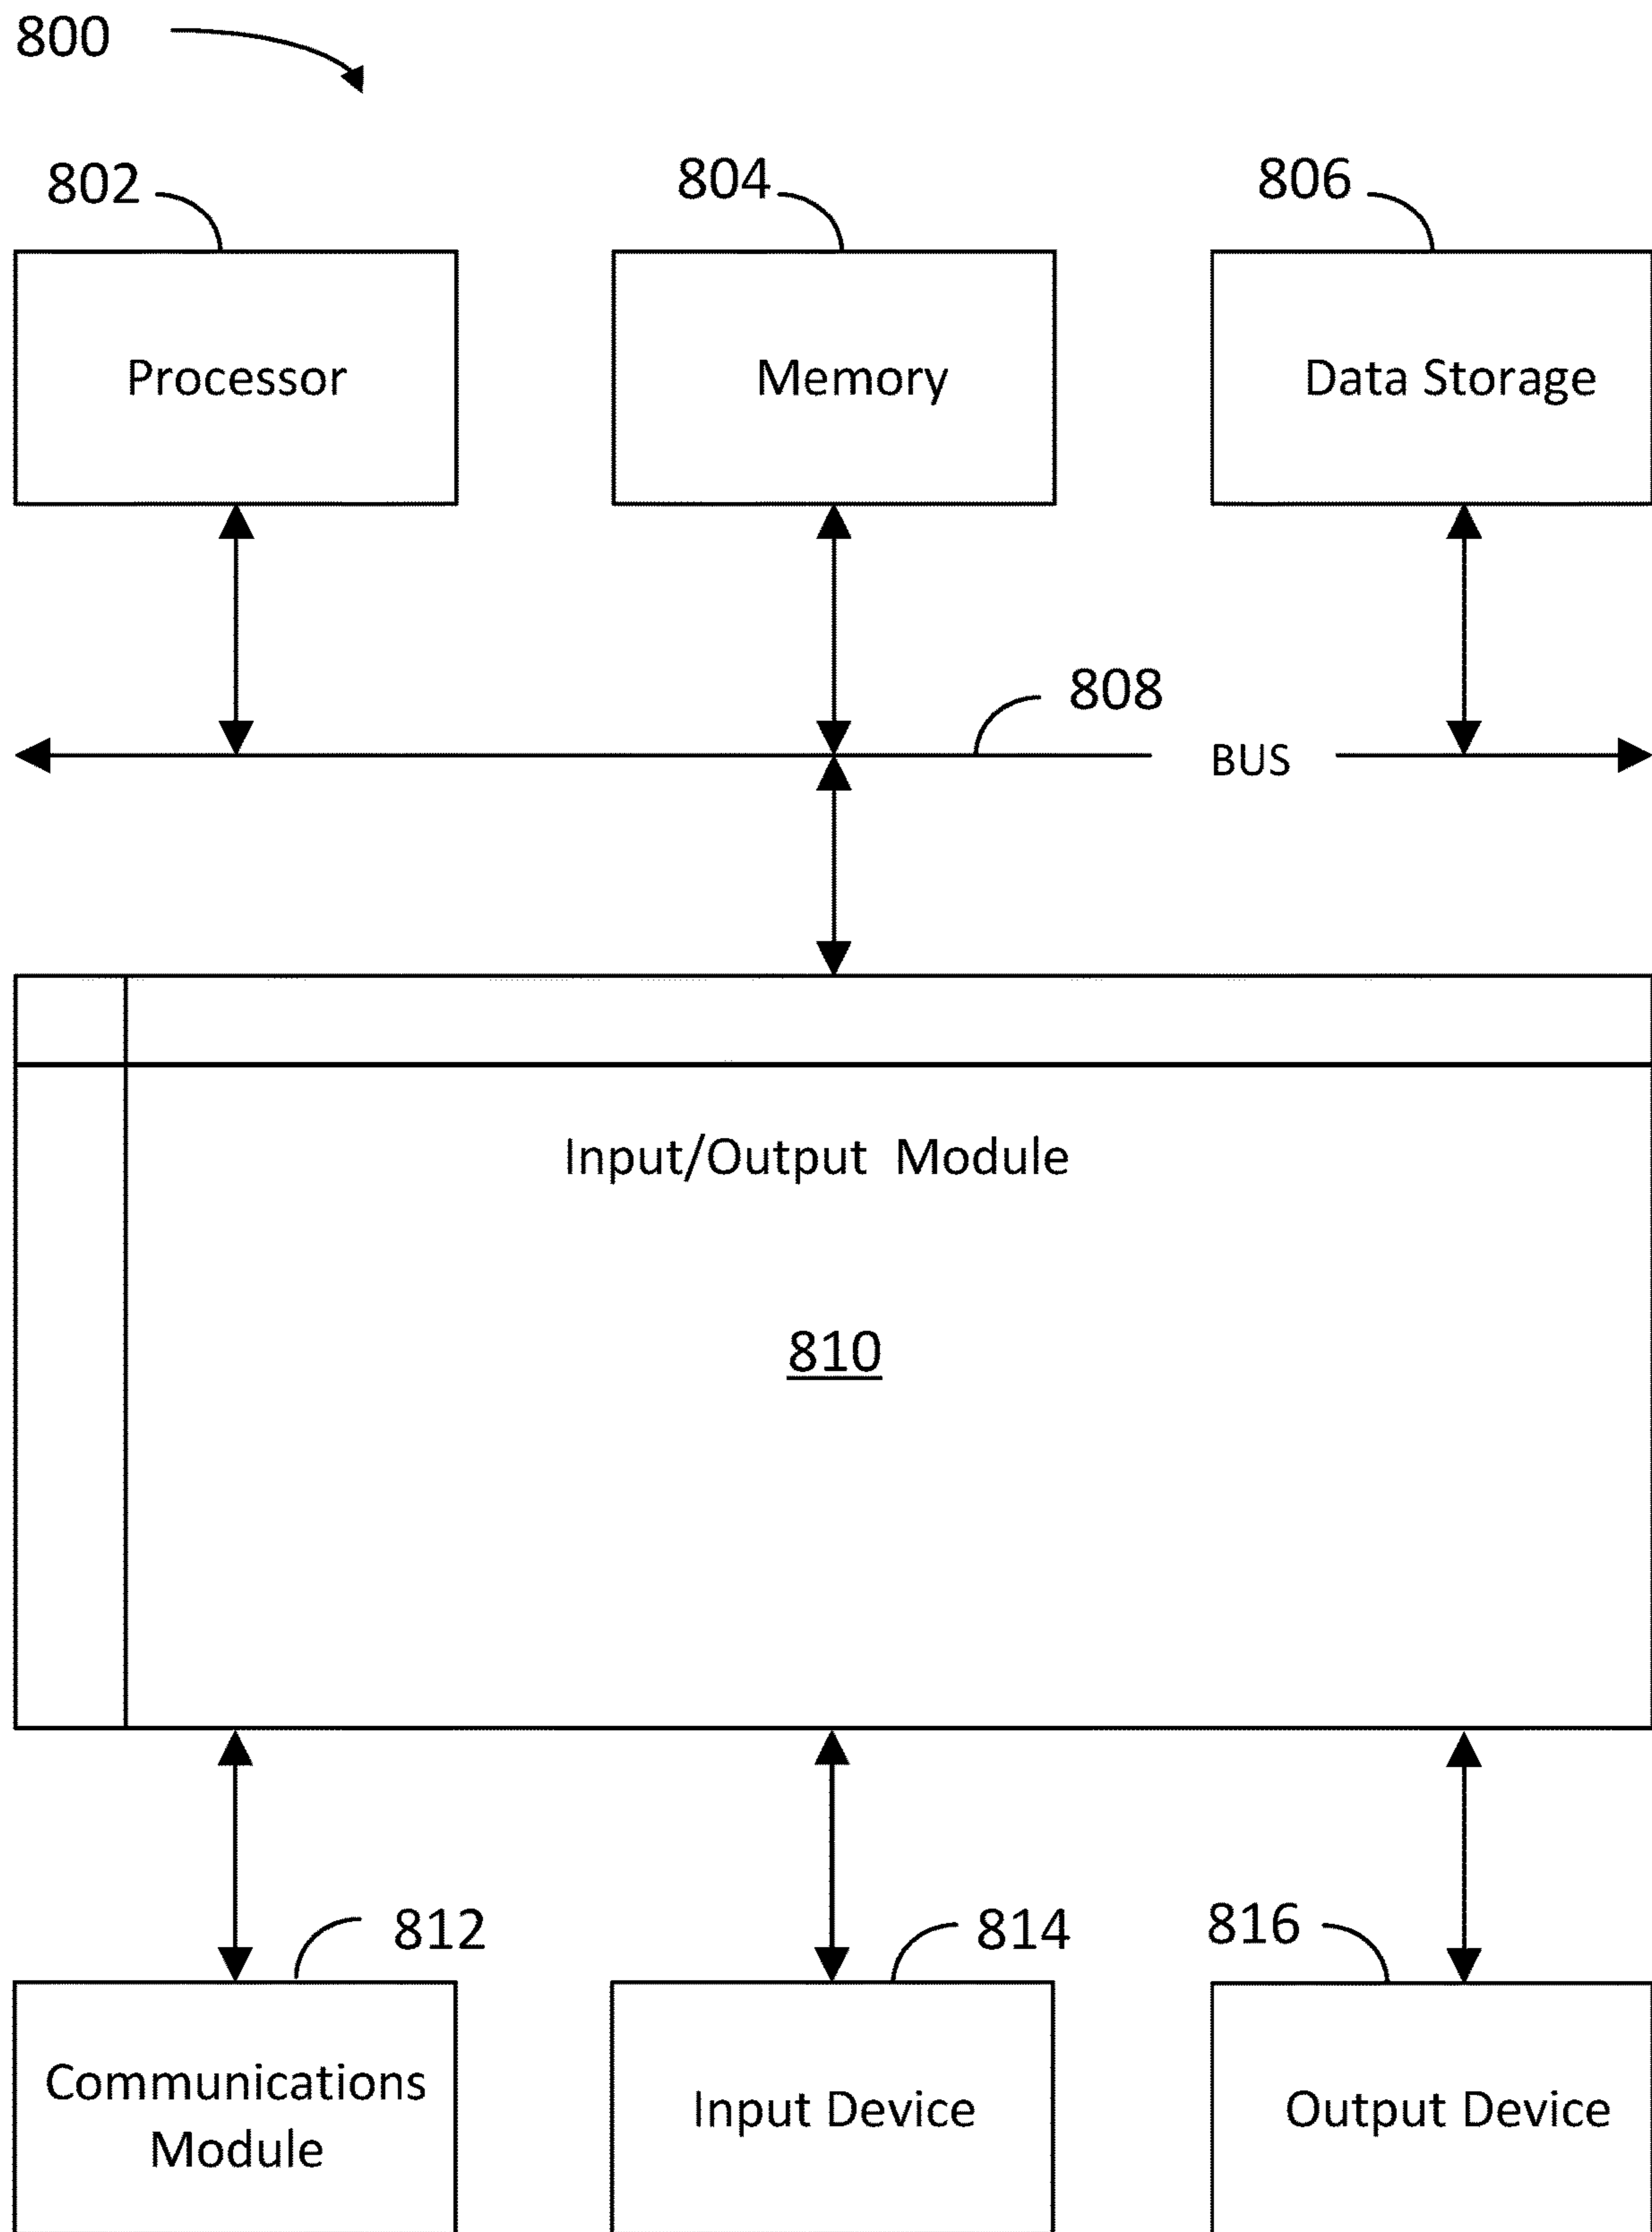 800
802
804
806
Processor
Memory
Data Storage
808
BUS
Input/Output Module
810
812
814
816
Communications
Module
Input Device
Output Device